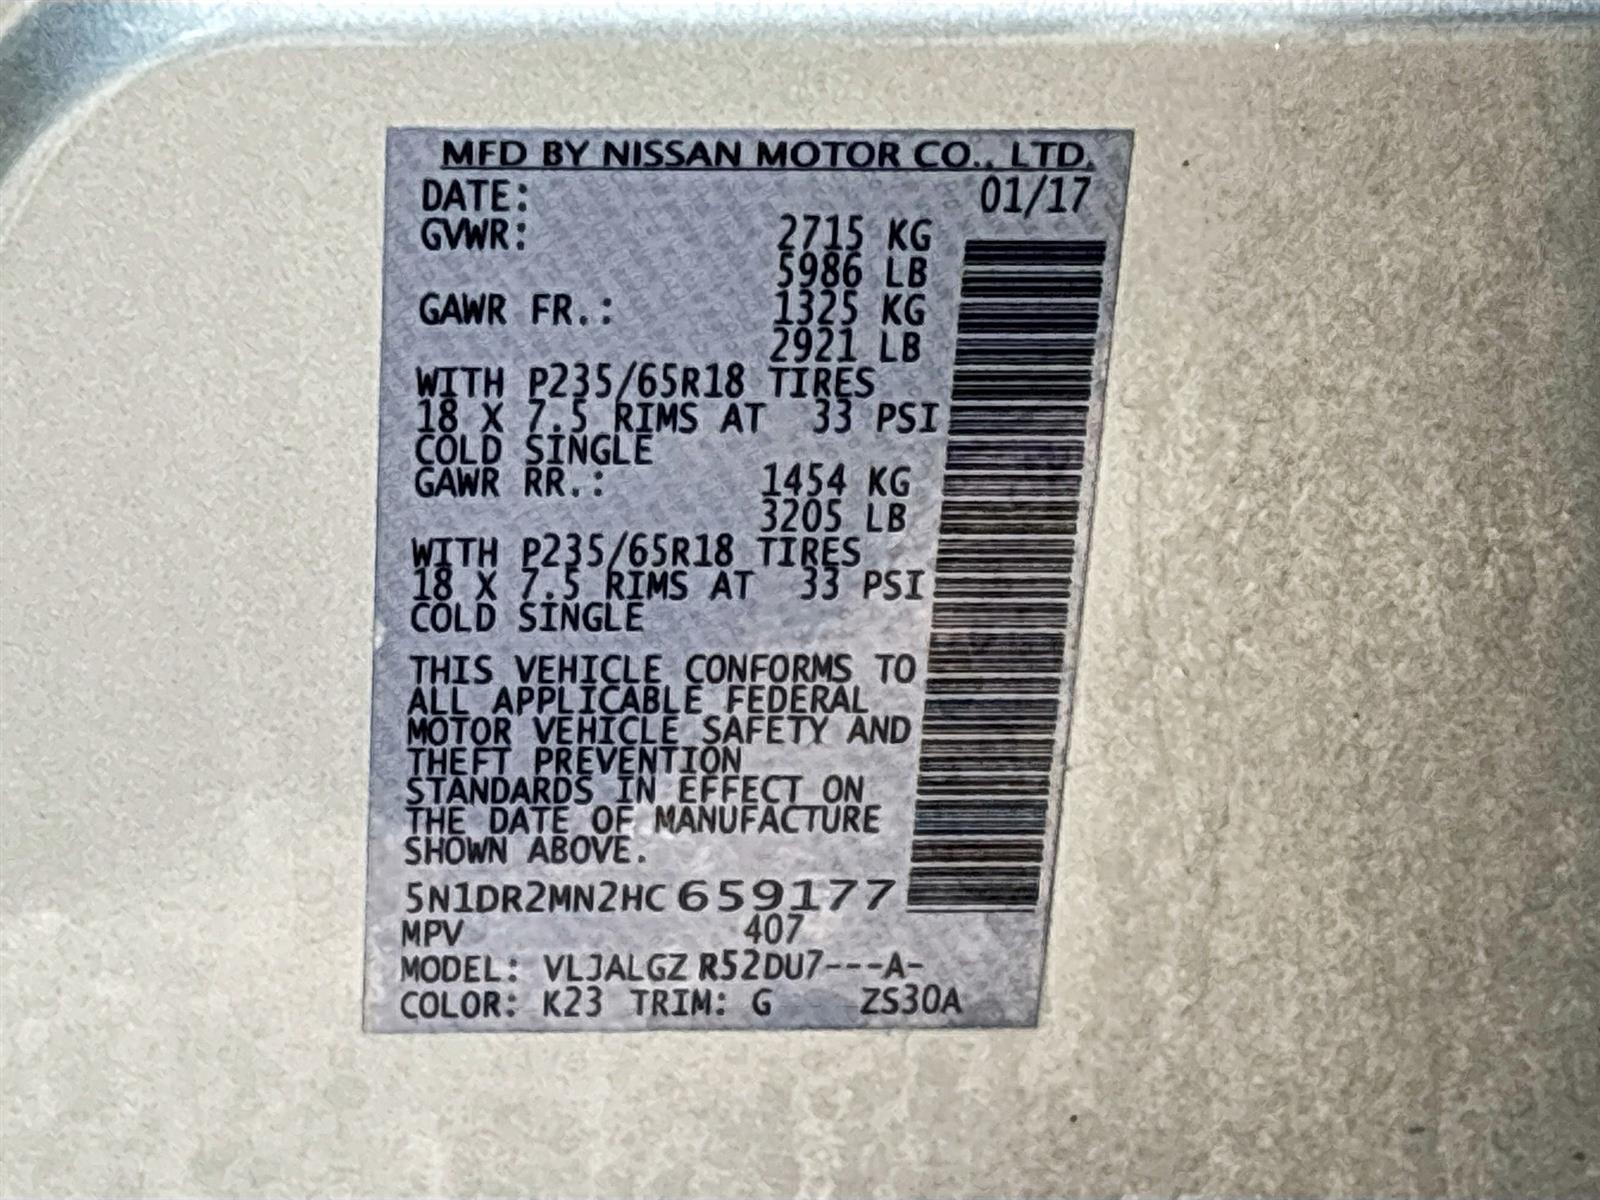 MFD BY NISSAN MOTOR CO., LTD.
DATE: 01/17
GVWR: 2715 KG
5986 LB
GAWR FR.: 1325 KG
2921 LB
WITH P235/65R18 TIRES
18 X 7.5 RIMS AT 33 PSI
COLD SINGLE
GAWR RR.: 1454 KG
3205 LB
WITH P235/65R18 TIRES
18 X 7.5 RIMS AT 33 PSI
COLD SINGLE
THIS VEHICLE CONFORMS TO
ALL APPLICABLE FEDERAL
MOTOR VEHICLE SAFETY AND
THEFT PREVENTION
STANDARDS IN EFFECT ON
THE DATE OF MANUFACTURE
SHOWN ABOVE.
5N1DR2MN2HC659177
MPV 407
MODEL: VLJALGZ R52DU7---A-
COLOR: K23 TRIM: G ZS30A